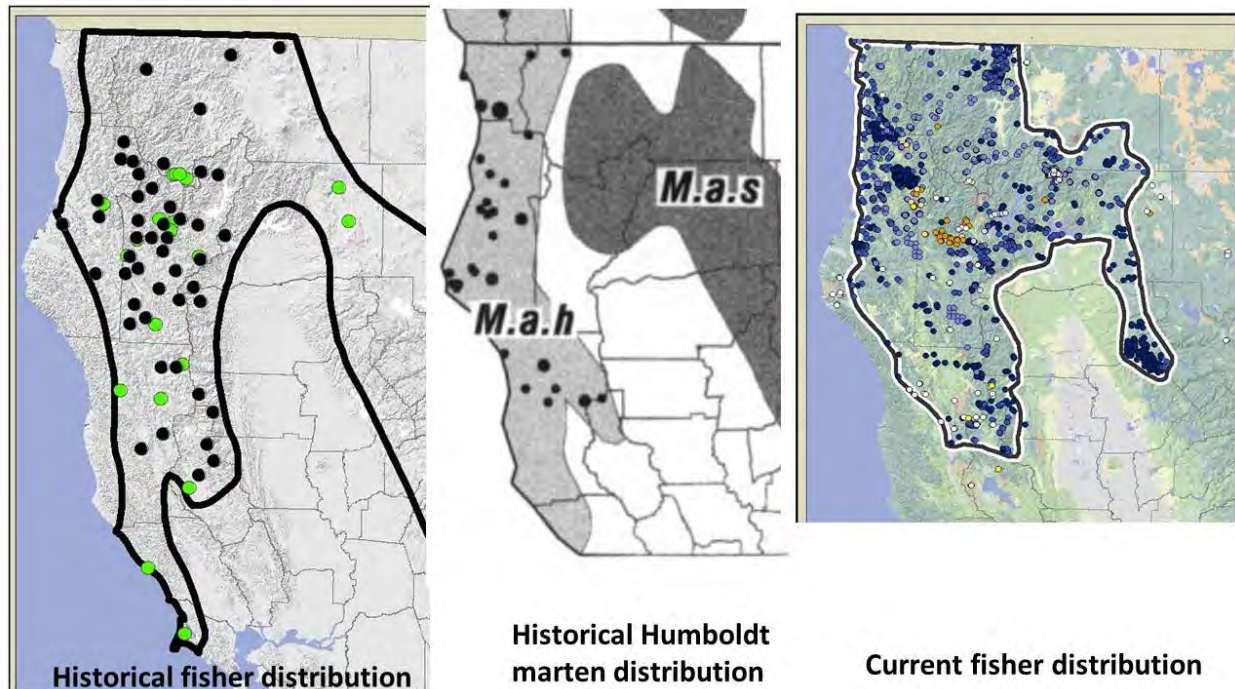 M.a.s
M.a.h
Historical fisher distribution
Historical Humboldt
marten distribution
Current fisher distribution